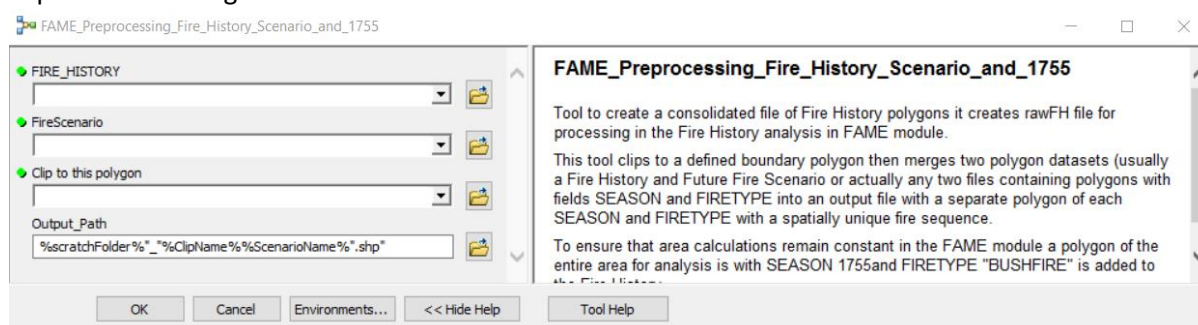 FAME_Preprocessing_Fire_History_Scenario_and_1755
FIRE_HISTORY
FireScenario
Clip to this polygon
Output_Path
%scratchFolder%"_"%ClipName%%ScenarioName%".shp"
OK Cancel Environments... << Hide Help Tool Help
FAME_Preprocessing_Fire_History_Scenario_and_1755
Tool to create a consolidated file of Fire History polygons it creates rawFH file for
processing in the Fire History analysis in FAME module.
This tool clips to a defined boundary polygon then merges two polygon datasets (usually
a Fire History and Future Fire Scenario or actually any two files containing polygons with
fields SEASON and FIRETYPE into an output file with a separate polygon of each
SEASON and FIRETYPE with a spatially unique fire sequence.
To ensure that area calculations remain constant in the FAME module a polygon of the
entire area for analysis is with SEASON 1755and FIRETYPE "BUSHFIRE" is added to
the Fire History